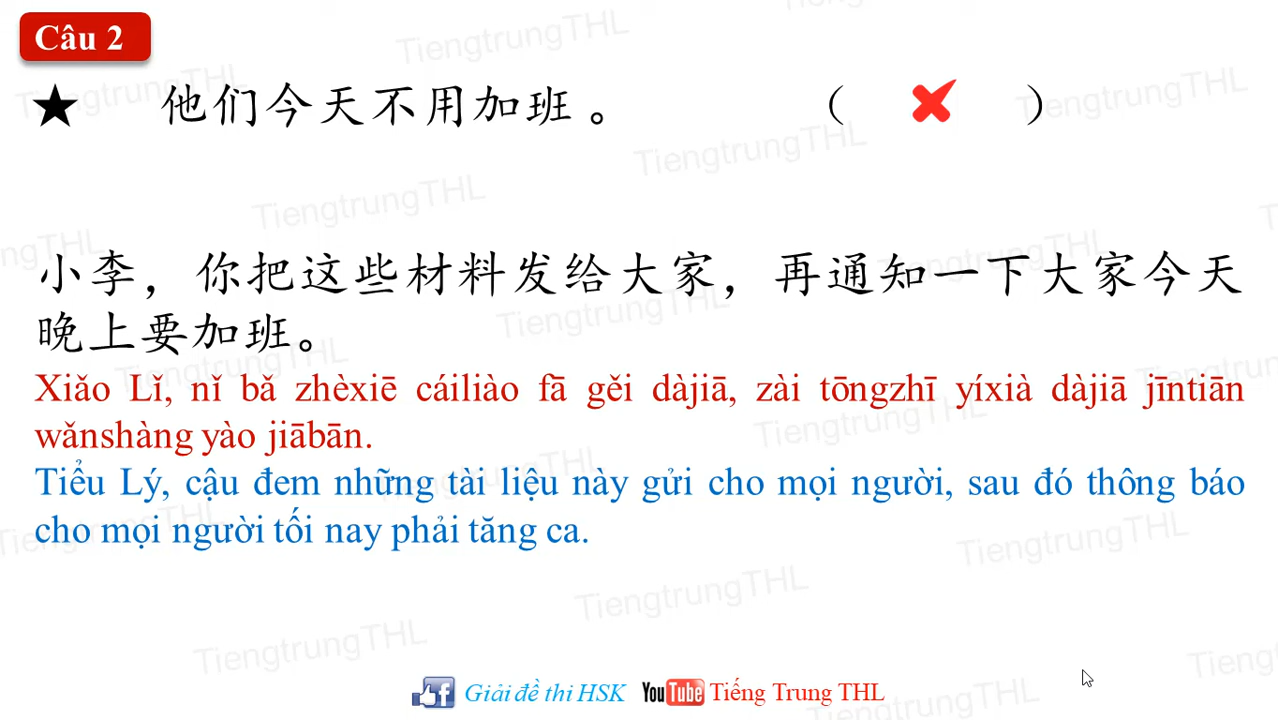 Câu 2
★ 他们今天不用加班。 ( ✘ )
小李，你把这些材料发给大家，再通知一下大家今天
晚上要加班。
Xiǎo Lǐ, nǐ bǎ zhèxiē cáiliào fā gěi dàjiā, zài tōngzhī yíxià dàjiā jīntiān
wǎnshàng yào jiābān.
Tiểu Lý, cậu đem những tài liệu này gửi cho mọi người, sau đó thông báo
cho mọi người tối nay phải tăng ca.
Giải đề thi HSK YouTube Tiếng Trung THL
TiengtrungTHL